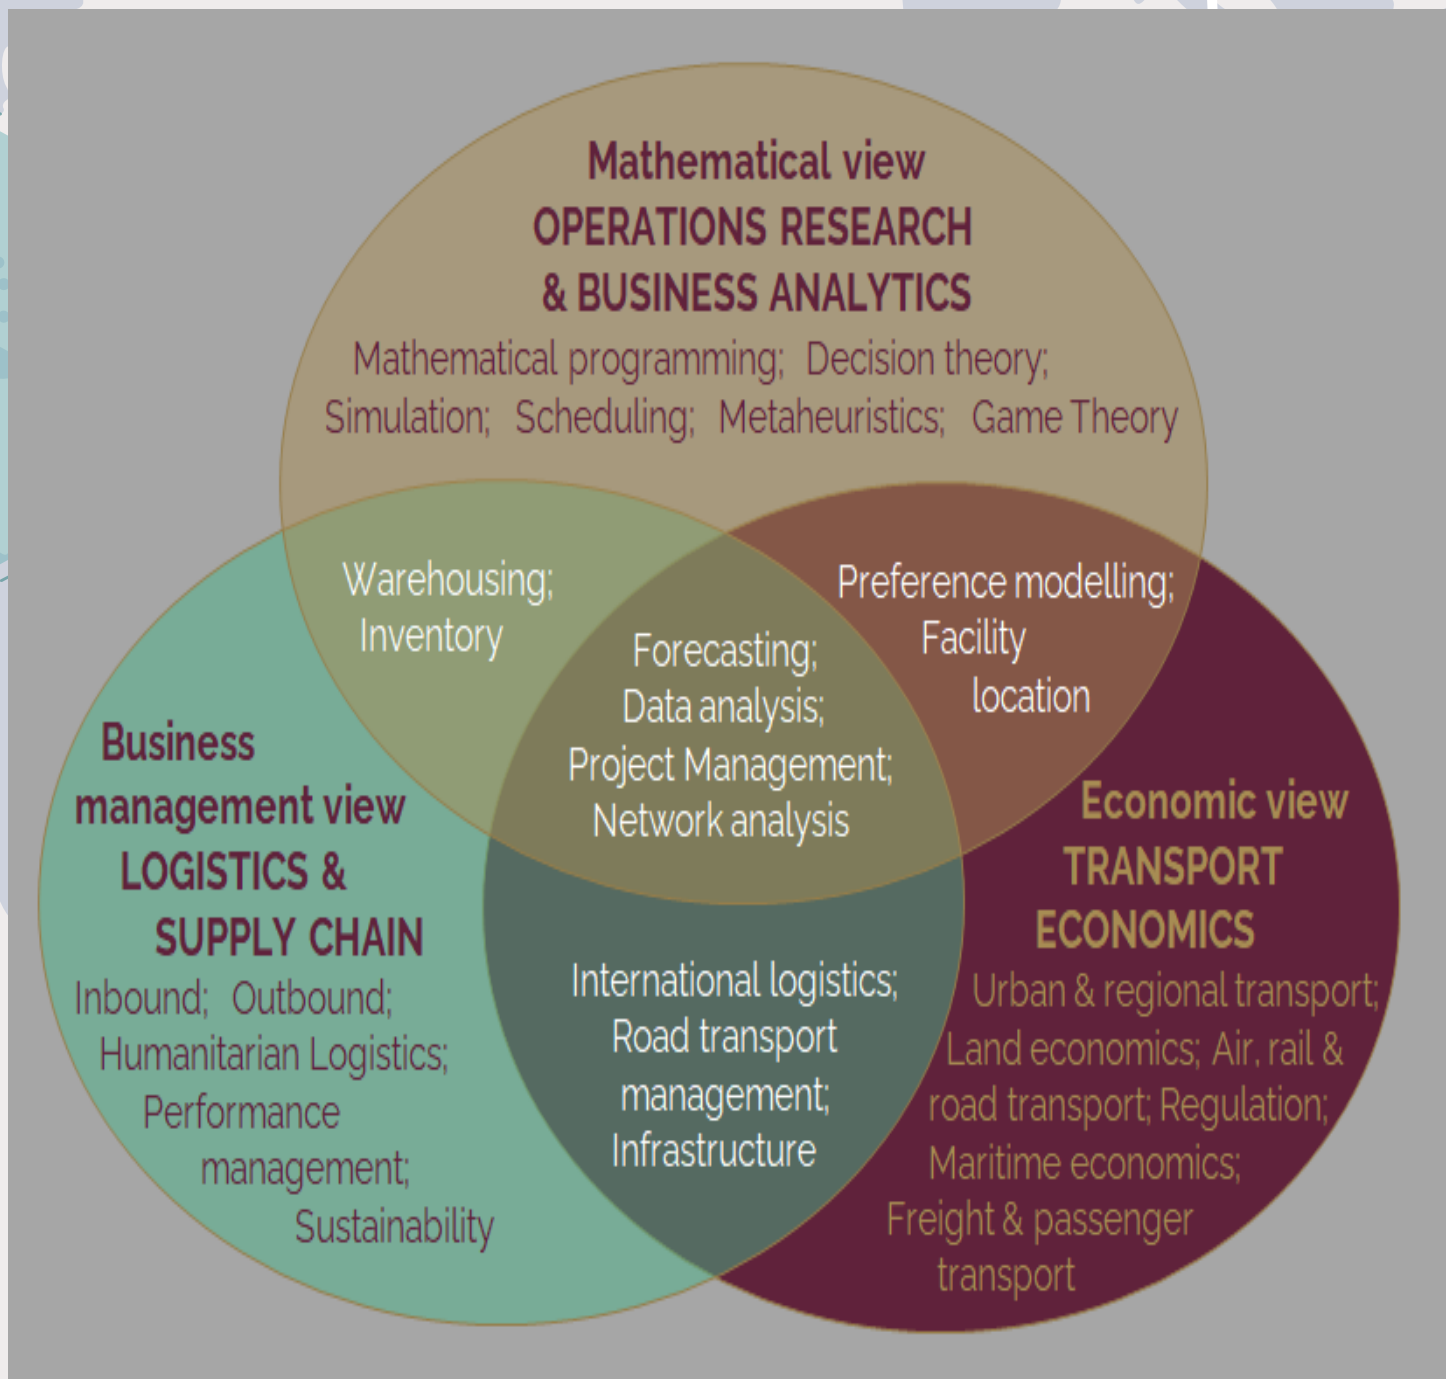 Mathematical view
OPERATIONS RESEARCH
& BUSINESS ANALYTICS
Mathematical programming; Decision theory;
Simulation; Scheduling; Metaheuristics; Game Theory
Warehousing;
Inventory
Forecasting;
Data analysis;
Project Management;
Network analysis
Preference modelling;
Facility
location
Business
management view
LOGISTICS &
SUPPLY CHAIN
Inbound; Outbound;
Humanitarian Logistics;
Performance
management;
Sustainability
International logistics;
Road transport
management;
Infrastructure
Economic view
TRANSPORT
ECONOMICS
Urban & regional transport;
Land economics; Air, rail &
road transport; Regulation;
Maritime economics;
Freight & passenger
transport